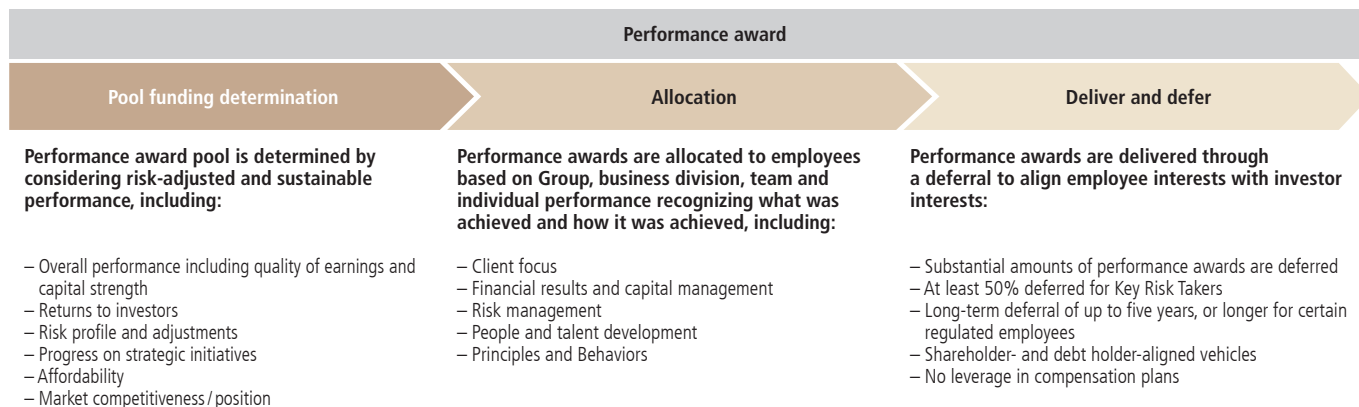 Performance award
Pool funding determination
Allocation
Deliver and defer
Performance award pool is determined by
considering risk-adjusted and sustainable
performance, including:
– Overall performance including quality of earnings and
capital strength
– Returns to investors
– Risk profile and adjustments
– Progress on strategic initiatives
– Affordability
– Market competitiveness / position
Performance awards are allocated to employees
based on Group, business division, team and
individual performance recognizing what was
achieved and how it was achieved, including:
– Client focus
– Financial results and capital management
– Risk management
– People and talent development
– Principles and Behaviors
Performance awards are delivered through
a deferral to align employee interests with investor
interests:
– Substantial amounts of performance awards are deferred
– At least 50% deferred for Key Risk Takers
– Long-term deferral of up to five years, or longer for certain
regulated employees
– Shareholder- and debt holder-aligned vehicles
– No leverage in compensation plans